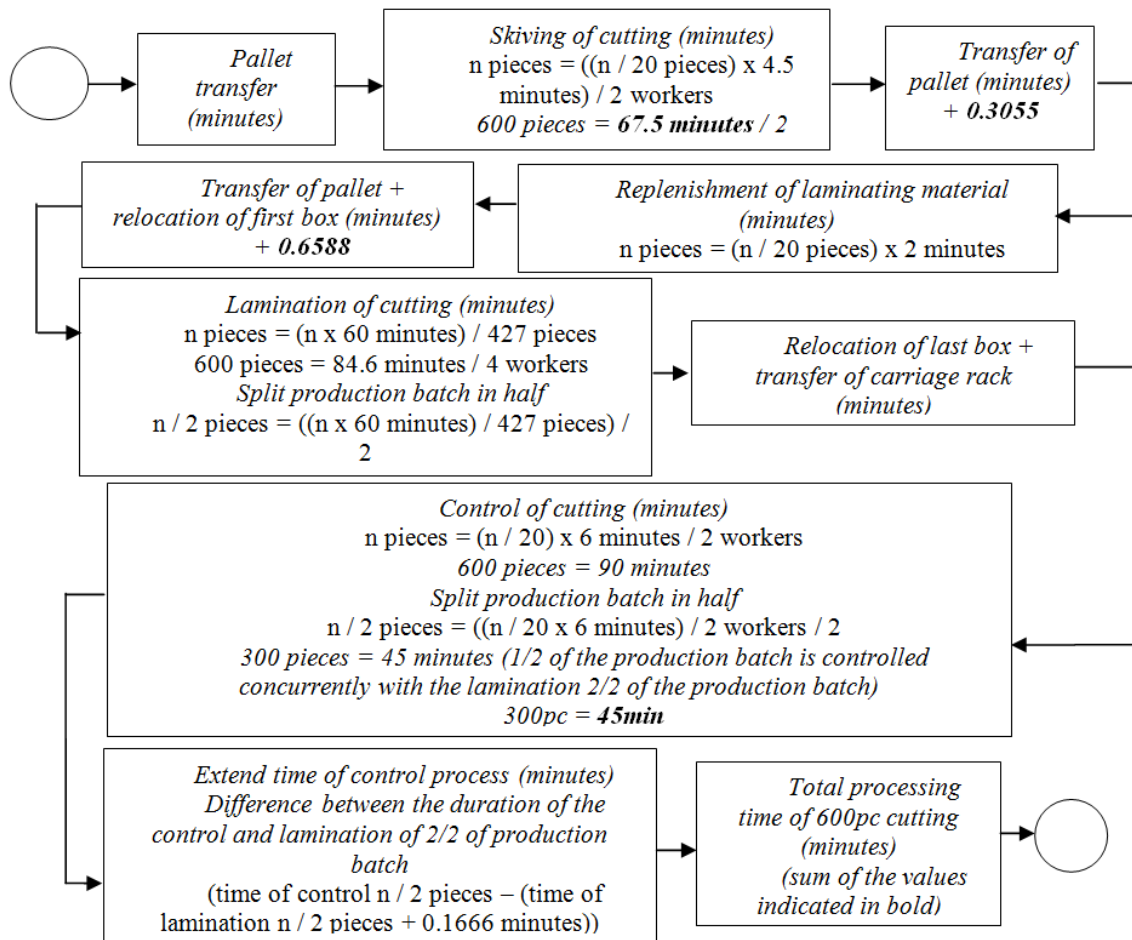 Pallet
transfer
(minutes)
Skiving of cutting (minutes)
n pieces = ((n / 20 pieces) x 4.5
minutes) / 2 workers
600 pieces = 67.5 minutes / 2
Transfer of
pallet (minutes)
+ 0.3055
Transfer of pallet +
relocation of first box (minutes)
+ 0.6588
Replenishment of laminating material
(minutes)
n pieces = (n / 20 pieces) x 2 minutes
Lamination of cutting (minutes)
n pieces = (n x 60 minutes) / 427 pieces
600 pieces = 84.6 minutes / 4 workers
Split production batch in half
n / 2 pieces = ((n x 60 minutes) / 427 pieces) /
2
Relocation of last box +
transfer of carriage rack
(minutes)
Control of cutting (minutes)
n pieces = (n / 20) x 6 minutes / 2 workers
600 pieces = 90 minutes
Split production batch in half
n / 2 pieces = ((n / 20 x 6 minutes) / 2 workers / 2
300 pieces = 45 minutes (1/2 of the production batch is controlled
concurrently with the lamination 2/2 of the production batch)
300pc = 45min
Extend time of control process (minutes)
Difference between the duration of the
control and lamination of 2/2 of production
batch
(time of control n / 2 pieces – (time of
lamination n / 2 pieces + 0.1666 minutes))
Total processing
time of 600pc cutting
(minutes)
(sum of the values
indicated in bold)